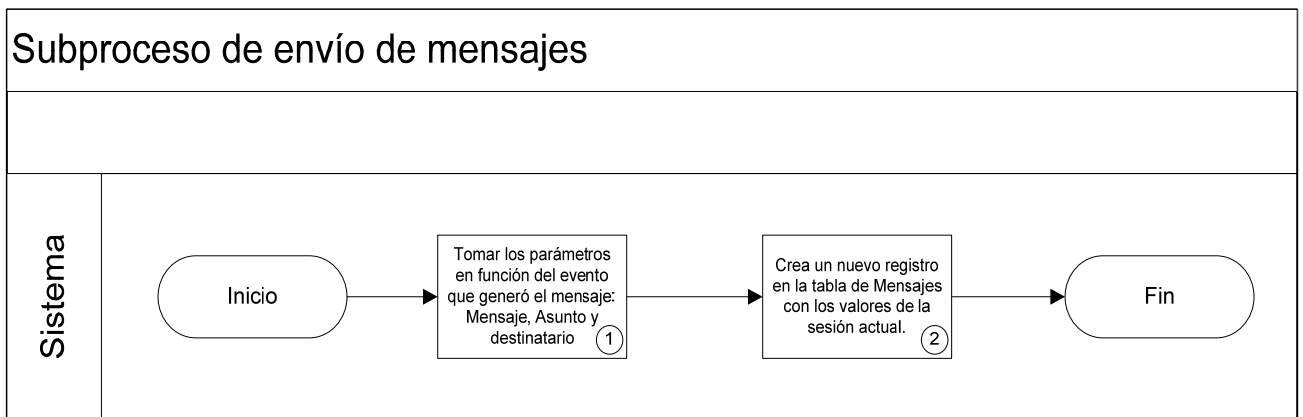 Subproceso de envío de mensajes
Sistema
Inicio
Tomar los parámetros
en función del evento
que generó el mensaje:
Mensaje, Asunto y
destinatario
1
Crea un nuevo registro
en la tabla de Mensajes
con los valores de la
sesión actual.
2
Fin